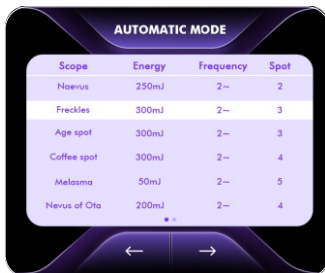 AUTOMATIC MODE
Scope Energy Frequency Spot
Naevus 250mJ 2~ 2
Freckles 300mJ 2~ 3
Age spot 300mJ 2~ 3
Coffee spot 300mJ 2~ 4
Melasma 50mJ 2~ 5
Nevus of Ota 200mJ 2~ 4
← →